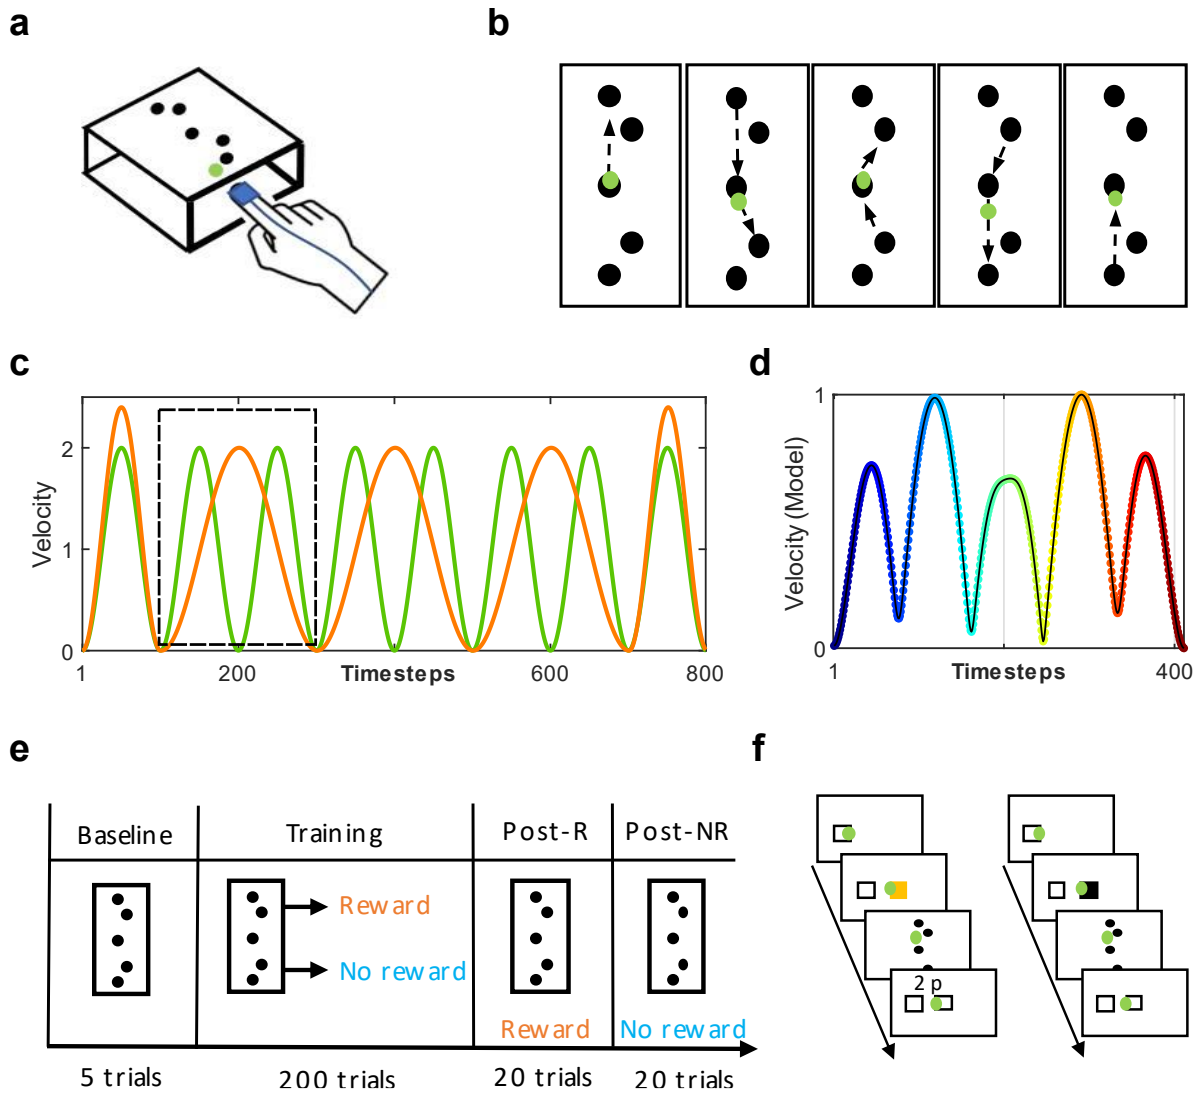 a
b
c
d
Velocity
2
1
0
1
200
Timesteps
600
800
Velocity (Model)
1
0
1
Timesteps
400
e
f
Baseline
Training
Post-R
Post-NR
Reward
No reward
Reward
No reward
5 trials
200 trials
20 trials
20 trials
2 p